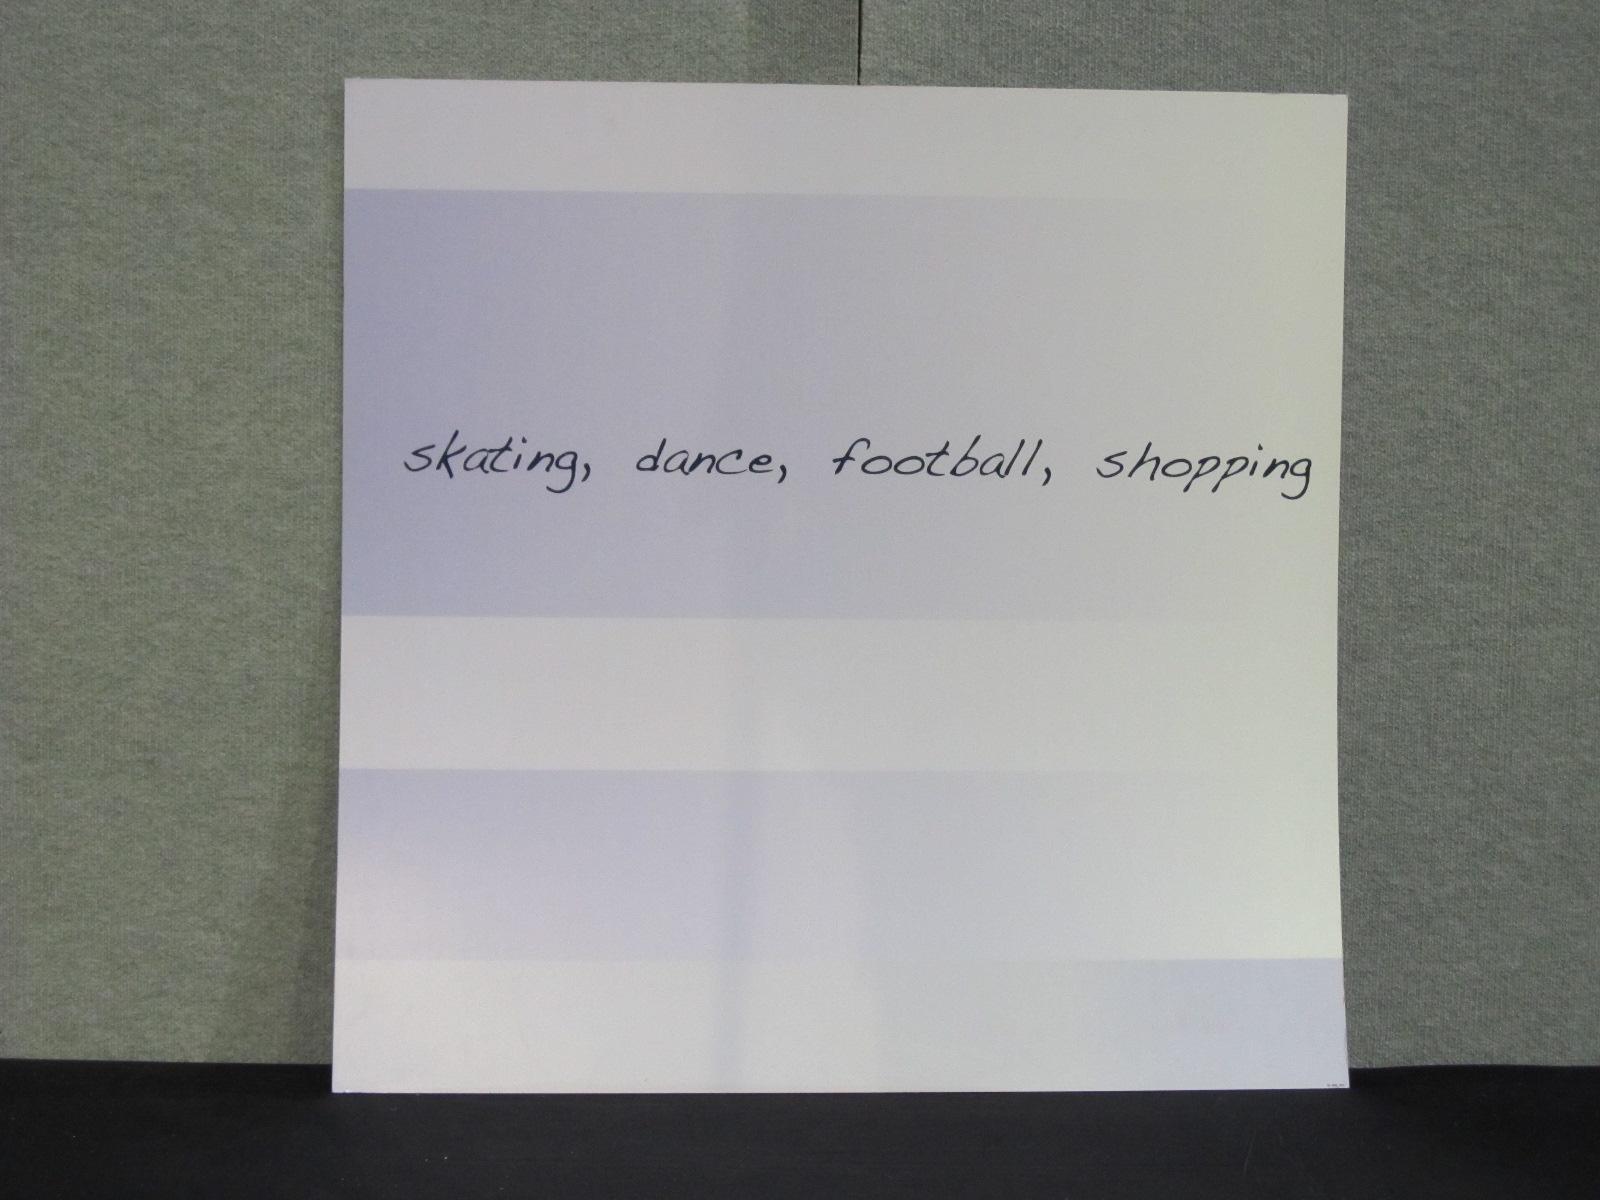 skating, dance, football, shopping